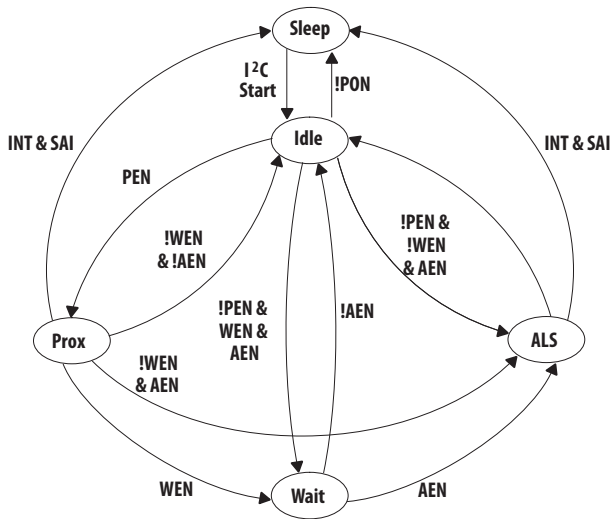 Sleep
I²C
Start
!PON
Idle
INT & SAI
INT & SAI
PEN
!WEN
& !AEN
!PEN &
!WEN
& AEN
!PEN &
WEN &
AEN
!AEN
Prox
ALS
!WEN
& AEN
WEN
Wait
AEN